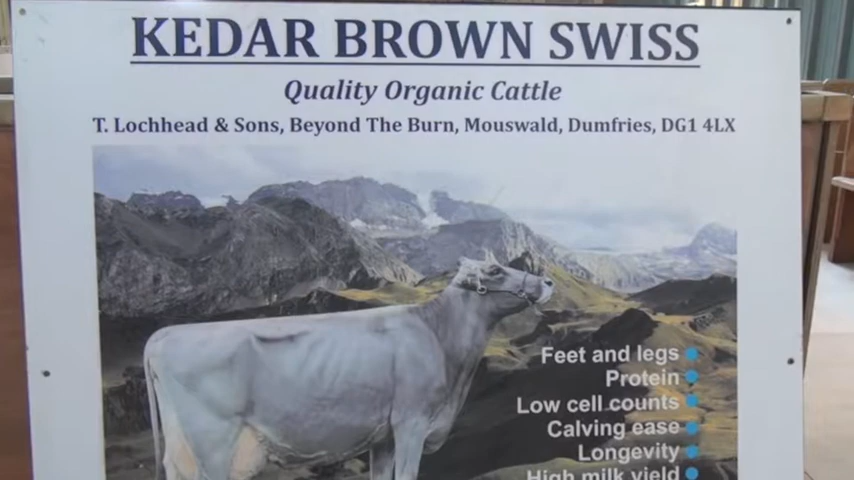 KEDAR BROWN SWISS
Quality Organic Cattle
T. Lochhead & Sons, Beyond The Burn, Mouswald, Dumfries, DG1 4LX
Feet and legs
Protein
Low cell counts
Calving ease
Longevity
High milk yield